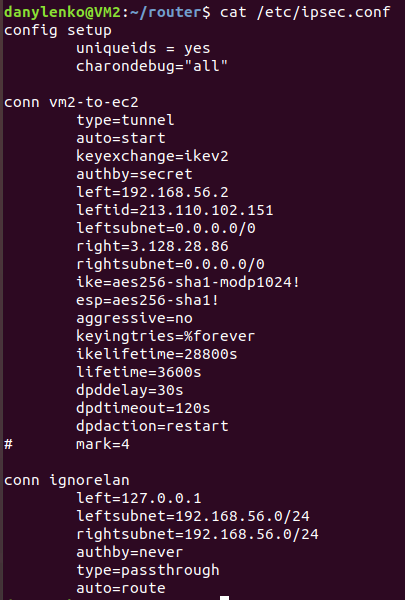 danylenko@VM2:~/router$ cat /etc/ipsec.conf
config setup
        uniqueids = yes
        charondebug="all"

conn vm2-to-ec2
        type=tunnel
        auto=start
        keyexchange=ikev2
        authby=secret
        left=192.168.56.2
        leftid=213.110.102.151
        leftsubnet=0.0.0.0/0
        right=3.128.28.86
        rightsubnet=0.0.0.0/0
        ike=aes256-sha1-modp1024!
        esp=aes256-sha1!
        aggressive=no
        keyingtries=%forever
        ikelifetime=28800s
        lifetime=3600s
        dpddelay=30s
        dpdtimeout=120s
        dpdaction=restart
#       mark=4

conn ignorelan
        left=127.0.0.1
        leftsubnet=192.168.56.0/24
        rightsubnet=192.168.56.0/24
        authby=never
        type=passthrough
        auto=route